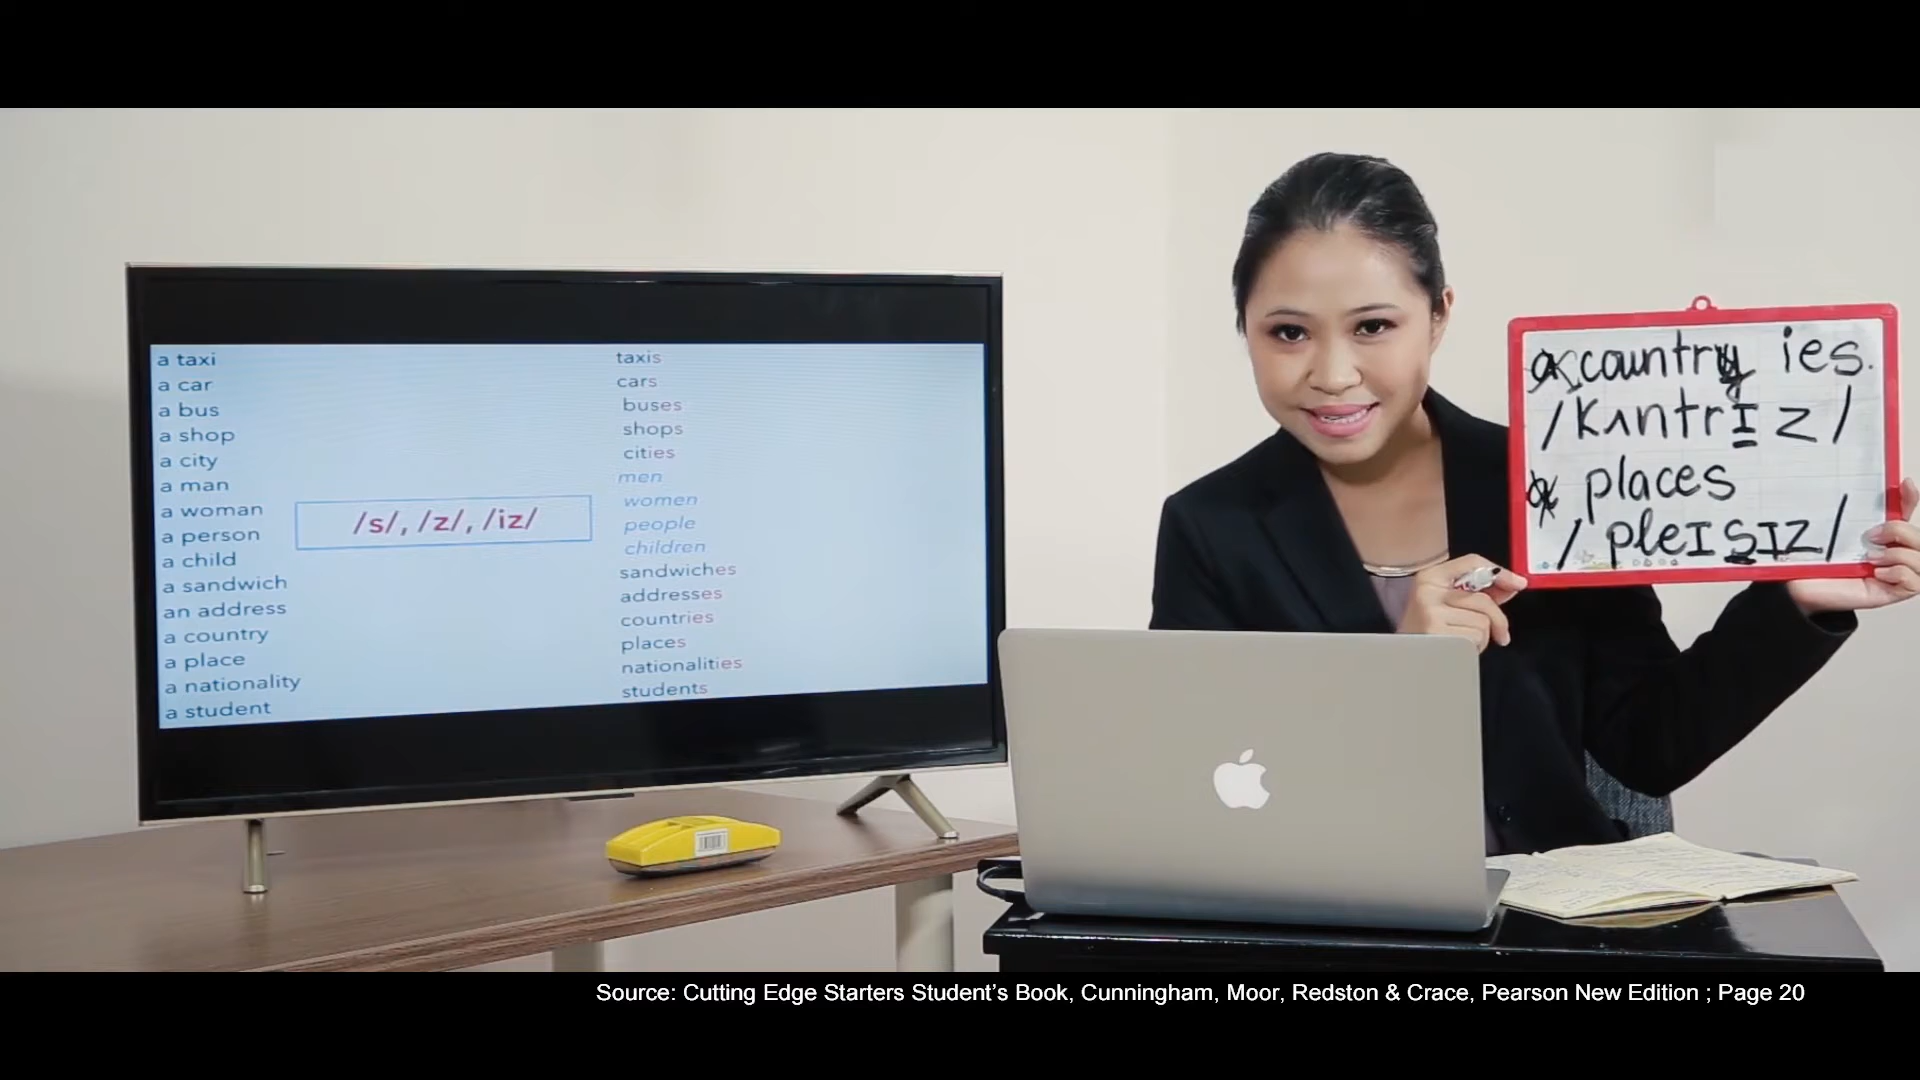 a taxi
a car
a bus
a shop
a city
a man
a woman
a person
a child
a sandwich
an address
a country
a place
a nationality
a student
/s/, /z/, /iz/
taxis
cars
buses
shops
cities
men
women
people
children
sandwiches
addresses
countries
places
nationalities
students
a country ies.
/kʌntrɪz/
a places
/pleɪsɪz/
Source: Cutting Edge Starters Student’s Book, Cunningham, Moor, Redston & Crace, Pearson New Edition ; Page 20